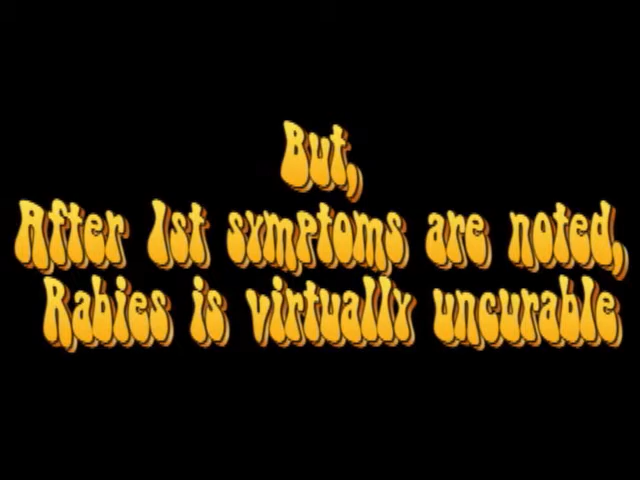 But,
After 1st symptoms are noted,
Rabies is virtually uncurable